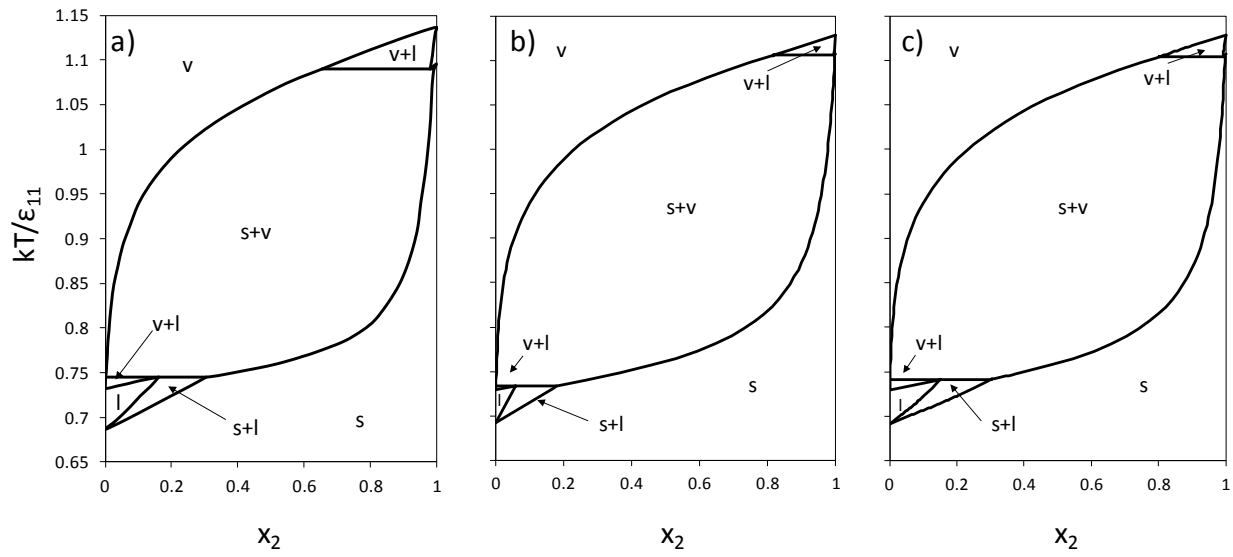 a)
b)
c)
1.15
1.1
1.05
1
0.95
0.9
0.85
0.8
0.75
0.7
0.65
kT/ε₁₁
v
v+l
s+v
v+l
l
s+l
s
0 0.2 0.4 0.6 0.8 1
x₂
v
v+l
s+v
v+l
l
s+l
s
0 0.2 0.4 0.6 0.8 1
x₂
v
v+l
s+v
v+l
l
s+l
s
0 0.2 0.4 0.6 0.8 1
x₂